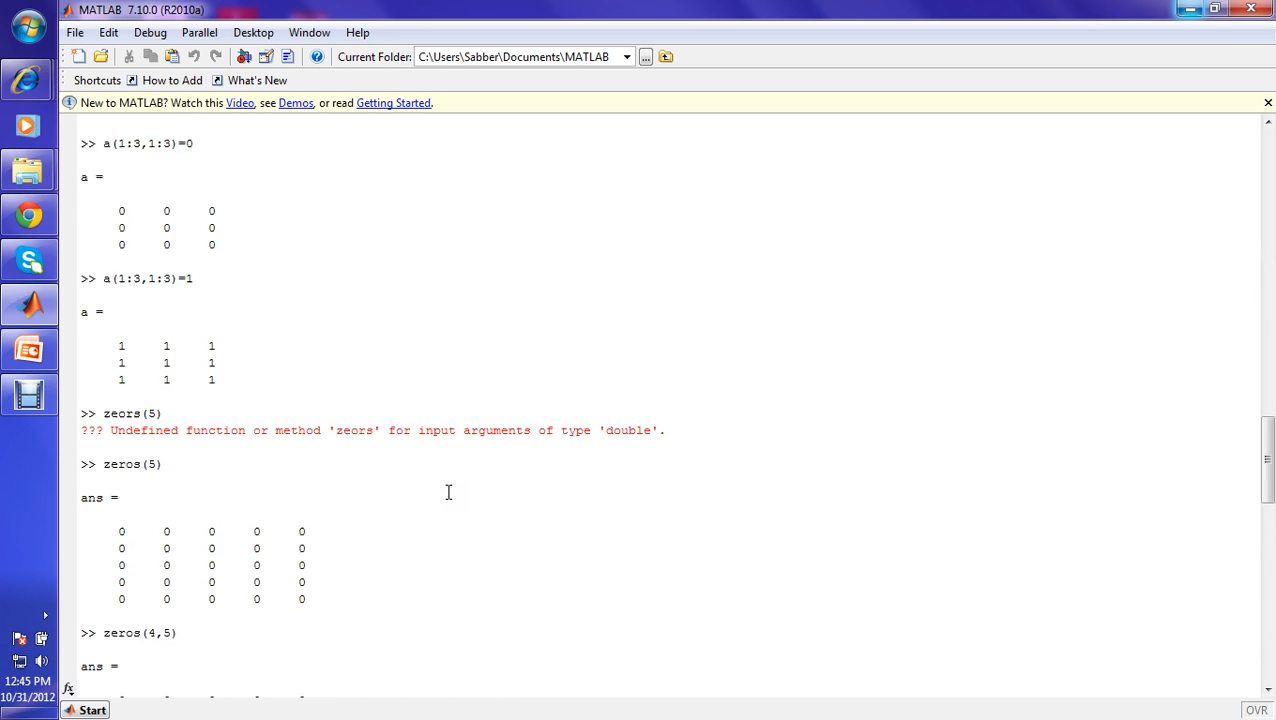 MATLAB 7.10.0 (R2010a)
File Edit Debug Parallel Desktop Window Help
Current Folder: C:\Users\Sabber\Documents\MATLAB ...
Shortcuts How to Add What's New
New to MATLAB? Watch this Video, see Demos, or read Getting Started.
>> a(1:3,1:3)=0
a =
0 0 0
0 0 0
0 0 0
>> a(1:3,1:3)=1
a =
1 1 1
1 1 1
1 1 1
>> zeors(5)
??? Undefined function or method 'zeors' for input arguments of type 'double'.
>> zeros(5)
ans =
0 0 0 0 0
0 0 0 0 0
0 0 0 0 0
0 0 0 0 0
0 0 0 0 0
>> zeros(4,5)
ans =
fx
Start
OVR
12:45 PM
10/31/2012